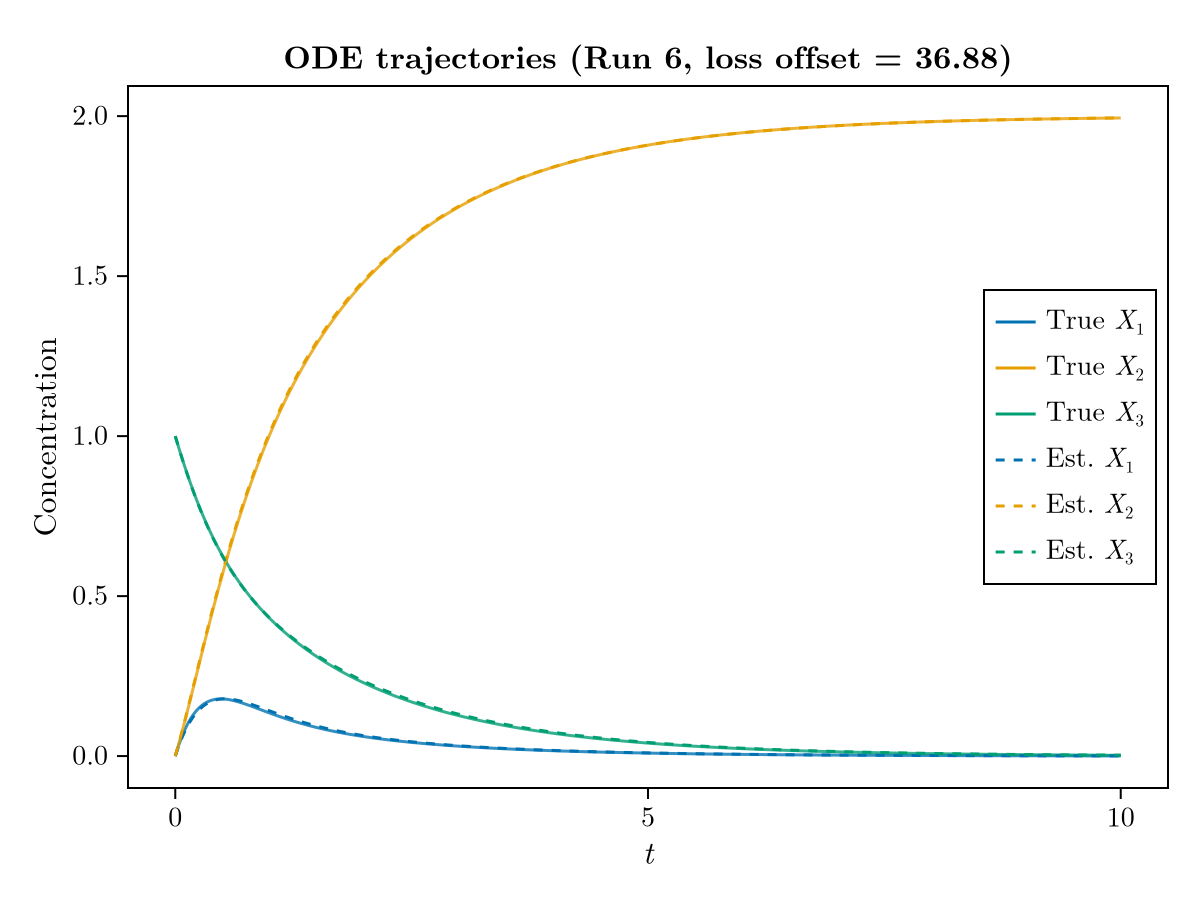 ODE trajectories (Run 6, loss offset = 36.88)
2.0
1.5
1.0
0.5
0.0
Concentration
True X₁
True X₂
True X₃
Est. X₁
Est. X₂
Est. X₃
0 5 10
t